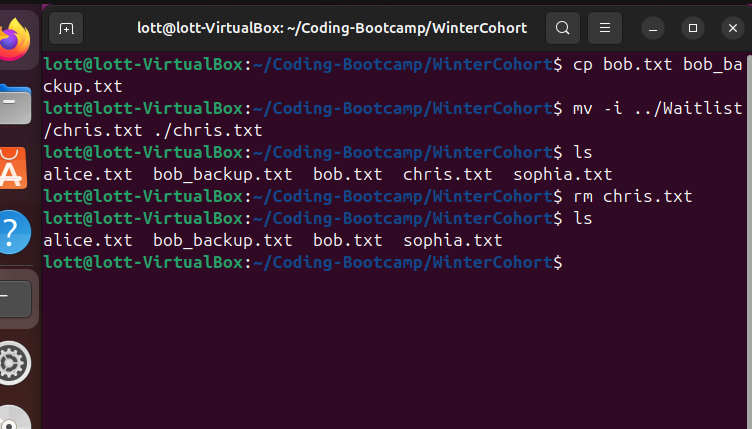 lott@lott-VirtualBox: ~/Coding-Bootcamp/WinterCohort
lott@lott-VirtualBox:~/Coding-Bootcamp/WinterCohort$ cp bob.txt bob_ba
ckup.txt
lott@lott-VirtualBox:~/Coding-Bootcamp/WinterCohort$ mv -i ../Waitlist
/chris.txt ./chris.txt
lott@lott-VirtualBox:~/Coding-Bootcamp/WinterCohort$ ls
alice.txt  bob_backup.txt  bob.txt  chris.txt  sophia.txt
lott@lott-VirtualBox:~/Coding-Bootcamp/WinterCohort$ rm chris.txt
lott@lott-VirtualBox:~/Coding-Bootcamp/WinterCohort$ ls
alice.txt  bob_backup.txt  bob.txt  sophia.txt
lott@lott-VirtualBox:~/Coding-Bootcamp/WinterCohort$